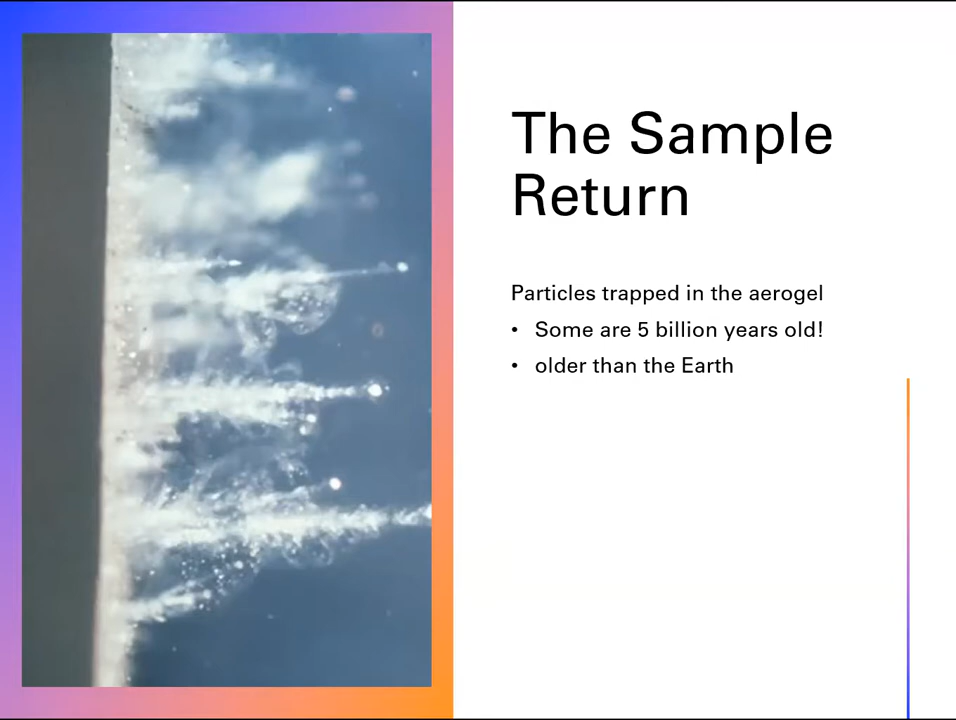 The Sample
Return
Particles trapped in the aerogel
• Some are 5 billion years old!
• older than the Earth